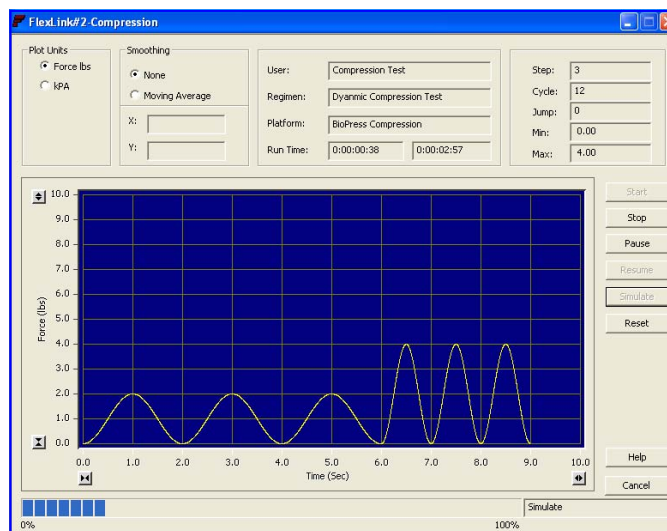 FlexLink#2-Compression
Plot Units
Force lbs
kPA
Smoothing
None
Moving Average
X:
Y:
User: Compression Test
Regimen: Dyanmic Compression Test
Platform: BioPress Compression
Run Time: 0:00:00:38 0:00:02:57
Step: 3
Cycle: 12
Jump: 0
Min: 0.00
Max: 4.00
10.0
9.0
8.0
7.0
6.0
5.0
4.0
3.0
2.0
1.0
0.0
Force (lbs)
0.0 1.0 2.0 3.0 4.0 5.0 6.0 7.0 8.0 9.0 10.0
Time (Sec)
Start
Stop
Pause
Resume
Simulate
Reset
Help
Cancel
Simulate
0% 100%